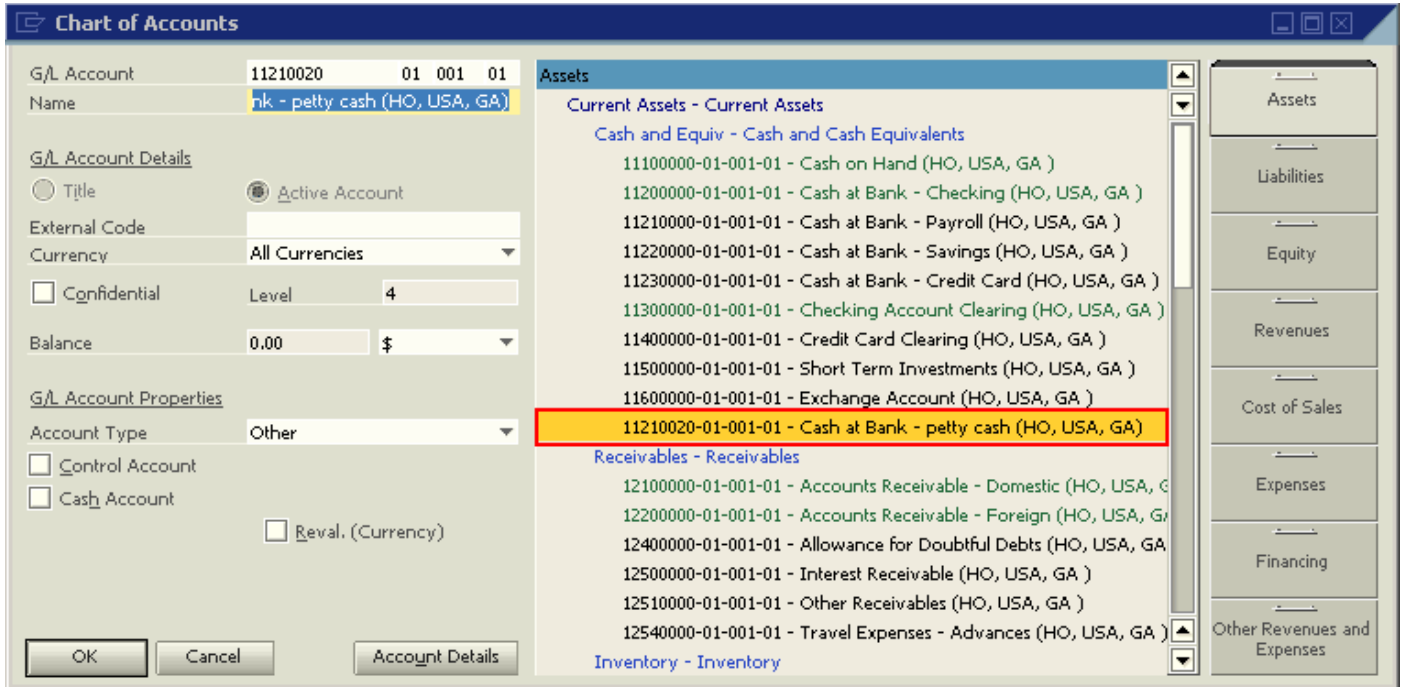 Chart of Accounts
G/L Account 11210020 01 001 01
Name nk - petty cash (HO, USA, GA)
G/L Account Details
Title Active Account
External Code
Currency All Currencies
Confidential Level 4
Balance 0.00 $
G/L Account Properties
Account Type Other
Control Account
Cash Account
Reval. (Currency)
OK Cancel Account Details
Assets
Current Assets - Current Assets
Cash and Equiv - Cash and Cash Equivalents
11100000-01-001-01 - Cash on Hand (HO, USA, GA )
11200000-01-001-01 - Cash at Bank - Checking (HO, USA, GA )
11210000-01-001-01 - Cash at Bank - Payroll (HO, USA, GA )
11220000-01-001-01 - Cash at Bank - Savings (HO, USA, GA )
11230000-01-001-01 - Cash at Bank - Credit Card (HO, USA, GA )
11300000-01-001-01 - Checking Account Clearing (HO, USA, GA )
11400000-01-001-01 - Credit Card Clearing (HO, USA, GA )
11500000-01-001-01 - Short Term Investments (HO, USA, GA )
11600000-01-001-01 - Exchange Account (HO, USA, GA )
11210020-01-001-01 - Cash at Bank - petty cash (HO, USA, GA)
Receivables - Receivables
12100000-01-001-01 - Accounts Receivable - Domestic (HO, USA, G
12200000-01-001-01 - Accounts Receivable - Foreign (HO, USA, GA
12400000-01-001-01 - Allowance for Doubtful Debts (HO, USA, GA
12500000-01-001-01 - Interest Receivable (HO, USA, GA )
12510000-01-001-01 - Other Receivables (HO, USA, GA )
12540000-01-001-01 - Travel Expenses - Advances (HO, USA, GA )
Inventory - Inventory
Assets
Liabilities
Equity
Revenues
Cost of Sales
Expenses
Financing
Other Revenues and
Expenses